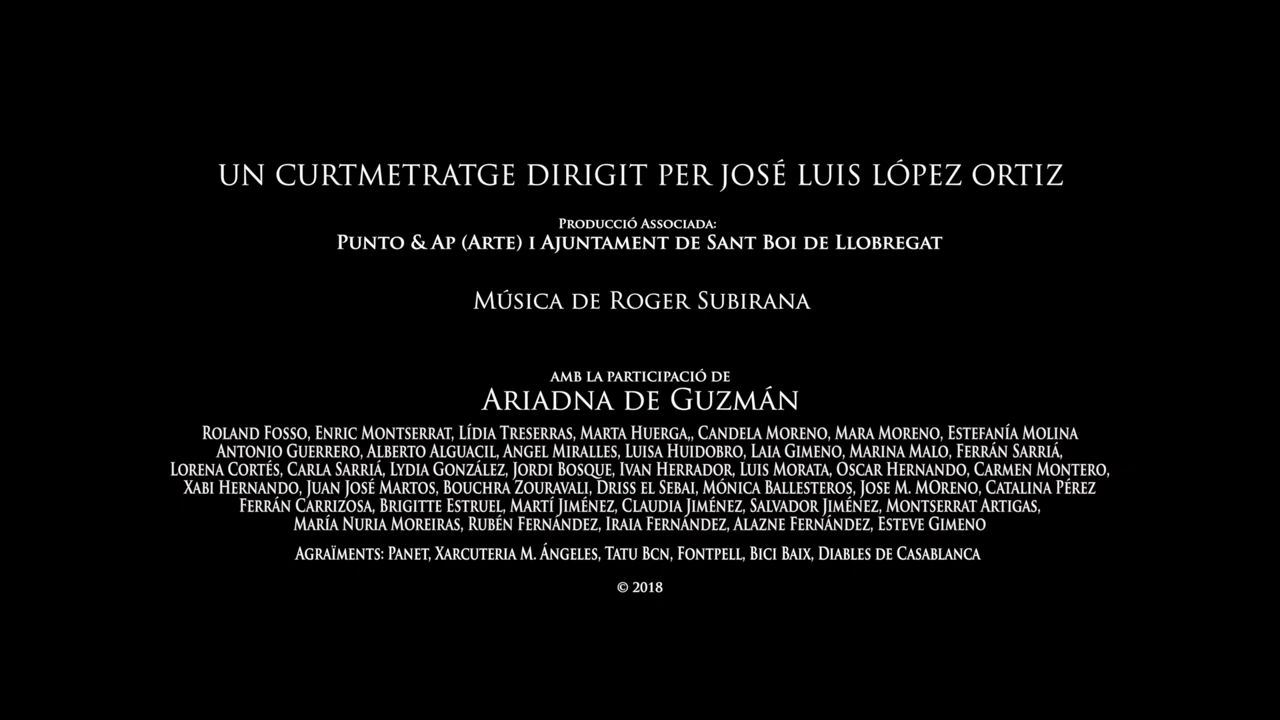 UN CURTMETRATGE DIRIGIT PER JOSÉ LUIS LÓPEZ ORTIZ
PRODUCCIÓ ASSOCIADA:
PUNTO & AP (ARTE) I AJUNTAMENT DE SANT BOI DE LLOBREGAT
MÚSICA DE ROGER SUBIRANA
AMB LA PARTICIPACIÓ DE
ARIADNA DE GUZMÁN
ROLAND FOSSO, ENRIC MONTSERRAT, LÍDIA TRESERRAS, MARTA HUERGA,, CANDELA MORENO, MARA MORENO, ESTEFANÍA MOLINA
ANTONIO GUERRERO, ALBERTO ALGUACIL, ANGEL MIRALLES, LUISA HUIDOBRO, LAIA GIMENO, MARINA MALO, FERRÁN SARRIÁ,
LORENA CORTÉS, CARLA SARRIÁ, LYDIA GONZÁLEZ, JORDI BOSQUE, IVAN HERRADOR, LUIS MORATA, OSCAR HERNANDO, CARMEN MONTERO,
XABI HERNANDO, JUAN JOSÉ MARTOS, BOUCHRA ZOURAVALI, DRISS EL SEBAI, MÓNICA BALLESTEROS, JOSE M. MORENO, CATALINA PÉREZ
FERRÁN CARRIZOSA, BRIGITTE ESTRUEL, MARTÍ JIMÉNEZ, CLAUDIA JIMÉNEZ, SALVADOR JIMÉNEZ, MONTSERRAT ARTIGAS,
MARÍA NURIA MOREIRAS, RUBÉN FERNÁNDEZ, IRAIA FERNÁNDEZ, ALAZNE FERNÁNDEZ, ESTEVE GIMENO
AGRAÏMENTS: PANET, XARCUTERIA M. ÁNGELES, TATU BCN, FONTPELL, BICI BAIX, DIABLES DE CASABLANCA
© 2018